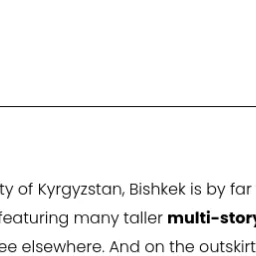 ty of Kyrgyzstan, Bishkek is by far
featuring many taller multi-story
ee elsewhere. And on the outskirt